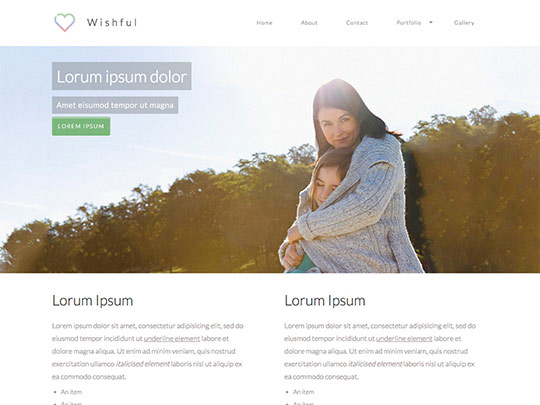 Wishful
Home About Contact Portfolio Gallery
Lorum ipsum dolor
Amet eisumod tempor ut magna
LOREM IPSUM
Lorum Ipsum
Lorem ipsum dolor sit amet, consectetur adipiscing elit, sed do
eiusmod tempor incididunt ut underline element ut labore et
dolore magna aliqua. Ut enim ad minim veniam, quis nostrud
exercitation ullamco italicised element laboris nisi ut aliquip ex
ea commodo consequat.
An item
An item
Lorum Ipsum
Lorem ipsum dolor sit amet, consectetur adipiscing elit, sed do
eiusmod tempor incididunt ut underline element ut labore et
dolore magna aliqua. Ut enim ad minim veniam, quis nostrud
exercitation ullamco italicised element laboris nisi ut aliquip ex
ea commodo consequat.
An item
An item